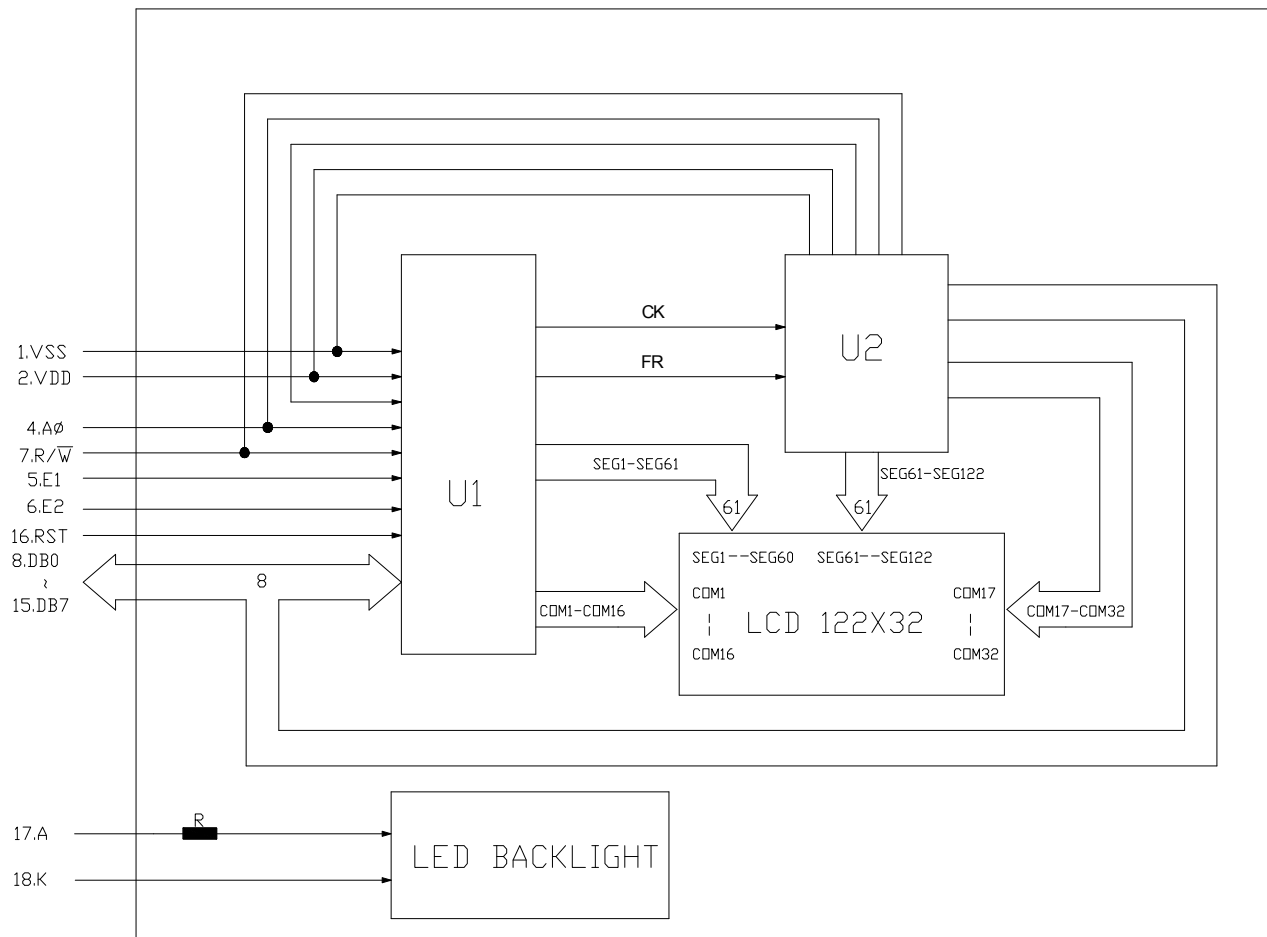 CK
U2
1.VSS
FR
2.VDD
4.AØ
7.R/W̅
SEG1-SEG61
SEG61-SEG122
5.E1
U1
6.E2
61
61
16.RST
8.DB0
~
15.DB7
8
SEG1--SEG60 SEG61--SEG122
COM1
COM17
COM1-COM16
LCD 122X32
COM17-COM32
COM16
COM32
R
17.A
LED BACKLIGHT
18.K